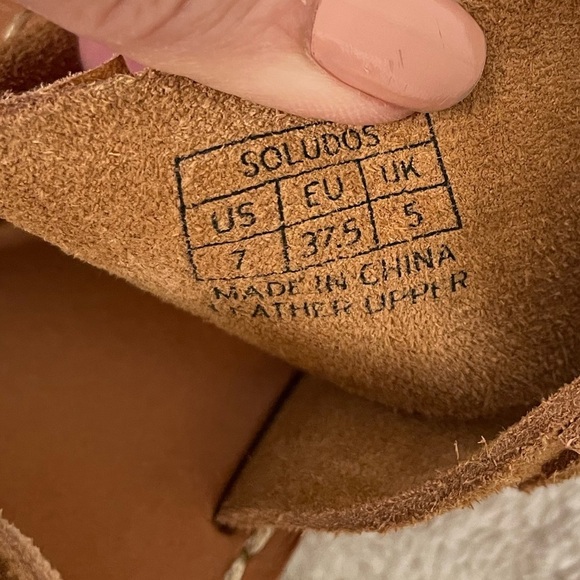 SOLUDOS
US EU UK
7 37.5 5
MADE IN CHINA
LEATHER UPPER